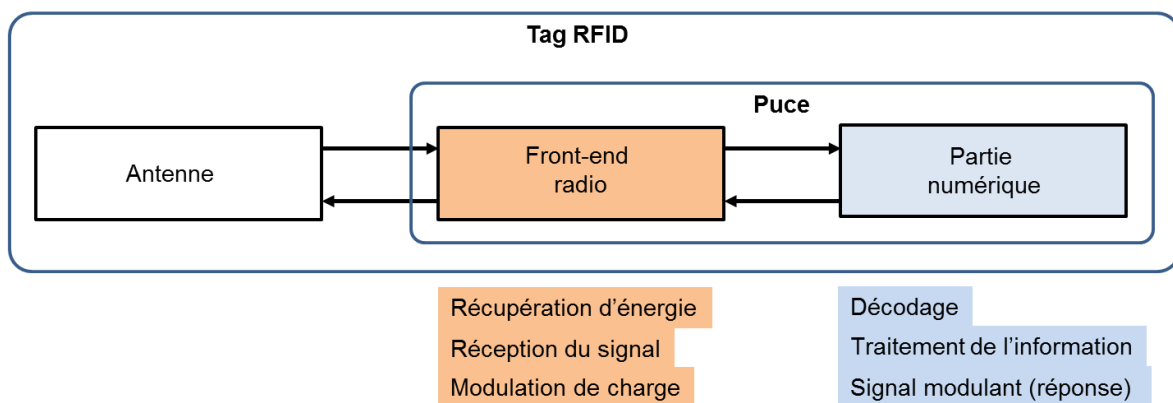 Tag RFID
Puce
Antenne
Front-end
radio
Partie
numérique
Récupération d’énergie
Réception du signal
Modulation de charge
Décodage
Traitement de l’information
Signal modulant (réponse)